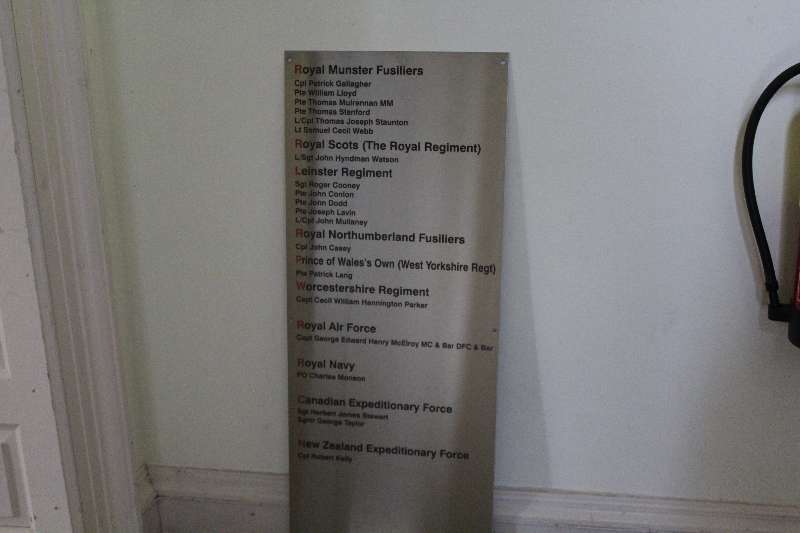 Royal Munster Fusiliers
Cpl Patrick Gallagher
Pte William Lloyd
Pte Thomas Mulrennan MM
Pte Thomas Stanford
L/Cpl Thomas Joseph Staunton
Lt Samuel Cecil Webb
Royal Scots (The Royal Regiment)
L/Sgt John Hyndman Watson
Leinster Regiment
Sgt Roger Cooney
Pte John Conlon
Pte John Dodd
Pte Joseph Lavin
L/Cpl John Mullaney
Royal Northumberland Fusiliers
Cpl John Casey
Prince of Wales's Own (West Yorkshire Regt)
Pte Patrick Lang
Worcestershire Regiment
Capt Cecil William Hannington Parker
Royal Air Force
Capt George Edward Henry McElroy MC & Bar DFC & Bar
Royal Navy
PO Charles Monson
Canadian Expeditionary Force
Sgt Herbert James Stewart
Sgt George Taylor
New Zealand Expeditionary Force
Cpl Robert Kelly